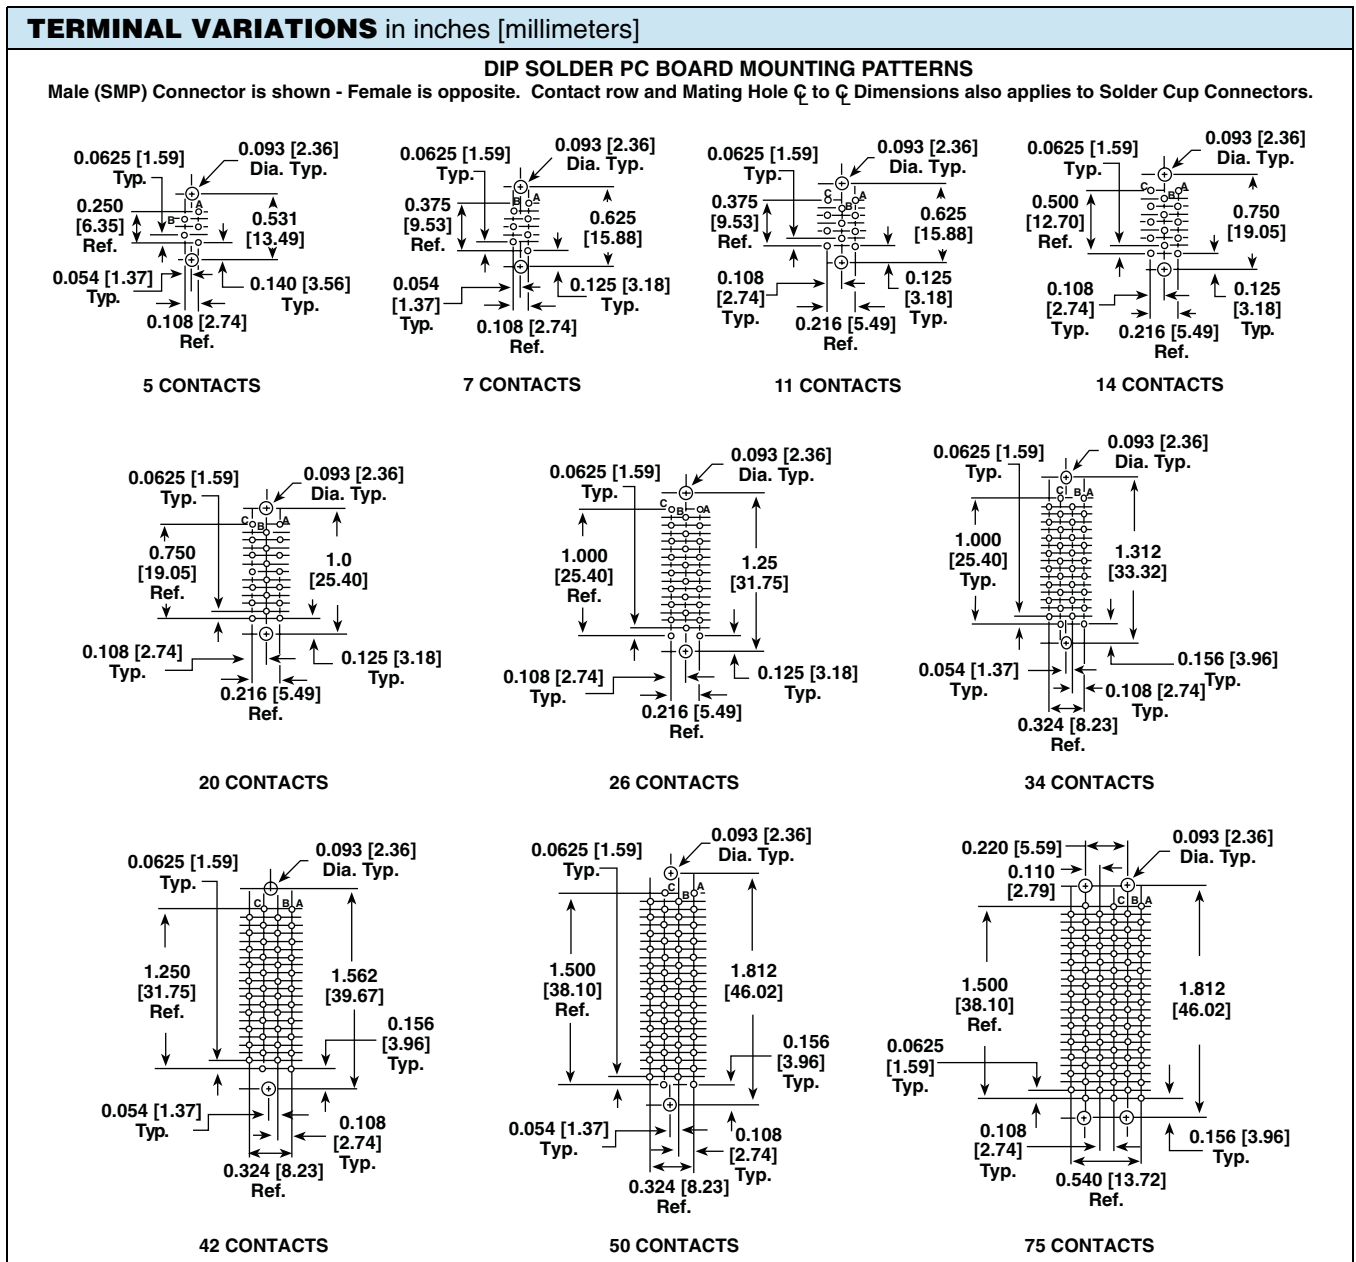 TERMINAL VARIATIONS in inches [millimeters]
DIP SOLDER PC BOARD MOUNTING PATTERNS
Male (SMP) Connector is shown - Female is opposite. Contact row and Mating Hole ℄ to ℄ Dimensions also applies to Solder Cup Connectors.
0.0625 [1.59]
Typ.
0.093 [2.36]
Dia. Typ.
A
B
0.250
[6.35]
Ref.
0.531
[13.49]
0.054 [1.37]
Typ.
0.140 [3.56]
Typ.
0.108 [2.74]
Ref.
5 CONTACTS
0.0625 [1.59]
Typ.
0.093 [2.36]
Dia. Typ.
B
A
0.375
[9.53]
Ref.
0.625
[15.88]
0.054
[1.37]
Typ.
0.125 [3.18]
Typ.
0.108 [2.74]
Ref.
7 CONTACTS
0.0625 [1.59]
Typ.
0.093 [2.36]
Dia. Typ.
C
B
A
0.375
[9.53]
Ref.
0.625
[15.88]
0.108
[2.74]
Typ.
0.125
[3.18]
Typ.
0.216 [5.49]
Ref.
11 CONTACTS
0.0625 [1.59]
Typ.
0.093 [2.36]
Dia. Typ.
C
B
A
0.500
[12.70]
Ref.
0.750
[19.05]
0.108
[2.74]
Typ.
0.125
[3.18]
Typ.
0.216 [5.49]
Ref.
14 CONTACTS
0.0625 [1.59]
Typ.
0.093 [2.36]
Dia. Typ.
C
B
A
0.750
[19.05]
Ref.
1.0
[25.40]
0.108 [2.74]
Typ.
0.125 [3.18]
Typ.
0.216 [5.49]
Ref.
20 CONTACTS
0.0625 [1.59]
Typ.
0.093 [2.36]
Dia. Typ.
C
B
A
1.000
[25.40]
Ref.
1.25
[31.75]
0.108 [2.74]
Typ.
0.125 [3.18]
Typ.
0.216 [5.49]
Ref.
26 CONTACTS
0.0625 [1.59]
Typ.
0.093 [2.36]
Dia. Typ.
C
B
A
1.000
[25.40]
Typ.
1.312
[33.32]
0.054 [1.37]
Typ.
0.156 [3.96]
Typ.
0.108 [2.74]
Typ.
0.324 [8.23]
Ref.
34 CONTACTS
0.0625 [1.59]
Typ.
0.093 [2.36]
Dia. Typ.
C
B
A
1.250
[31.75]
Ref.
1.562
[39.67]
0.156
[3.96]
Typ.
0.054 [1.37]
Typ.
0.108
[2.74]
Typ.
0.324 [8.23]
Ref.
42 CONTACTS
0.0625 [1.59]
Typ.
0.093 [2.36]
Dia. Typ.
C
B
A
1.500
[38.10]
Ref.
1.812
[46.02]
0.156
[3.96]
Typ.
0.054 [1.37]
Typ.
0.108
[2.74]
Typ.
0.324 [8.23]
Ref.
50 CONTACTS
0.220 [5.59]
0.110
[2.79]
0.093 [2.36]
Dia. Typ.
C
B
A
1.500
[38.10]
Ref.
1.812
[46.02]
0.0625
[1.59]
Typ.
0.108
[2.74]
Typ.
0.156 [3.96]
Typ.
0.540 [13.72]
Ref.
75 CONTACTS